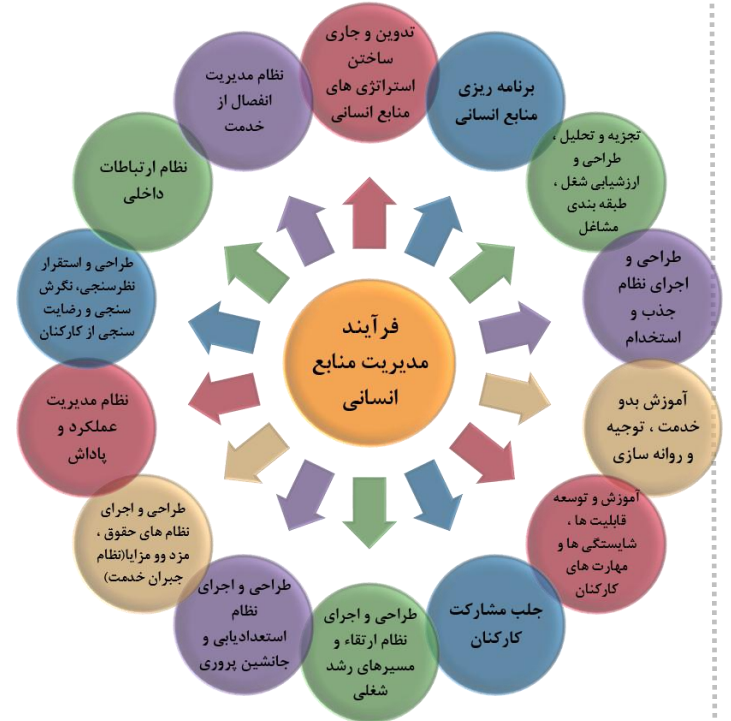 فرآیند
مدیریت منابع
انسانی
تدوین و جاری
ساختن
استراتژی های
منابع انسانی
برنامه ریزی
منابع انسانی
تجزیه و تحلیل ،
طراحی و
ارزشیابی شغل ،
طبقه بندی
مشاغل
طراحی و
اجرای نظام
جذب و
استخدام
آموزش بدو
خدمت ، توجیه
و روانه سازی
آموزش و توسعه
قابلیت ها ،
شایستگی ها و
مهارت های
کارکنان
جلب مشارکت
کارکنان
طراحی و اجرای
نظام ارتقاء و
مسیرهای رشد
شغلی
طراحی و اجرای
نظام
استعدادیابی و
جانشین پروری
طراحی و اجرای
نظام های حقوق ،
مزد وو مزایا(نظام
جبران خدمت)
نظام مدیریت
عملکرد و
پاداش
طراحی و استقرار
نظرسنجی، نگرش
سنجی و رضایت
سنجی از کارکنان
نظام ارتباطات
داخلی
نظام مدیریت
انفصال از
خدمت